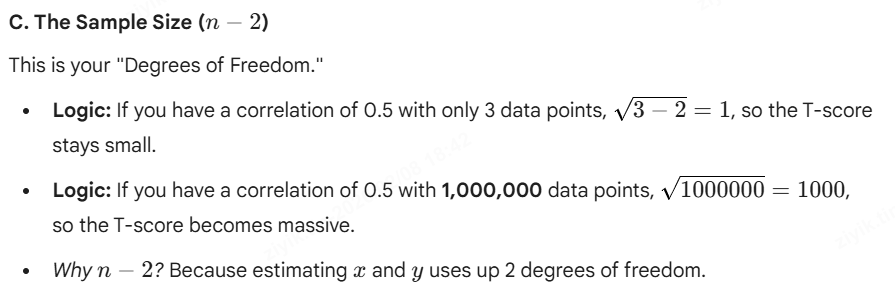 C. The Sample Size (n − 2)
This is your "Degrees of Freedom."
• Logic: If you have a correlation of 0.5 with only 3 data points, √(3 − 2) = 1, so the T-score
stays small.
• Logic: If you have a correlation of 0.5 with 1,000,000 data points, √1000000 = 1000,
so the T-score becomes massive.
• Why n − 2? Because estimating x and y uses up 2 degrees of freedom.